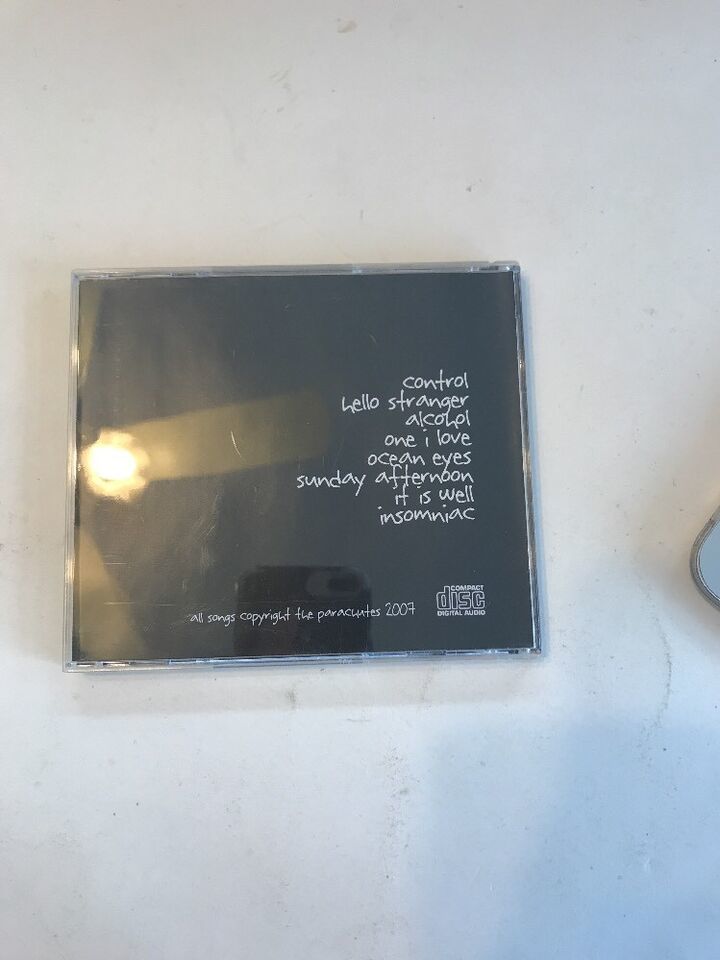 control
hello stranger
alcohol
one i love
ocean eyes
sunday afternoon
it is well
insomniac
all songs copyright the parachutes 2007
COMPACT
disc
DIGITAL AUDIO